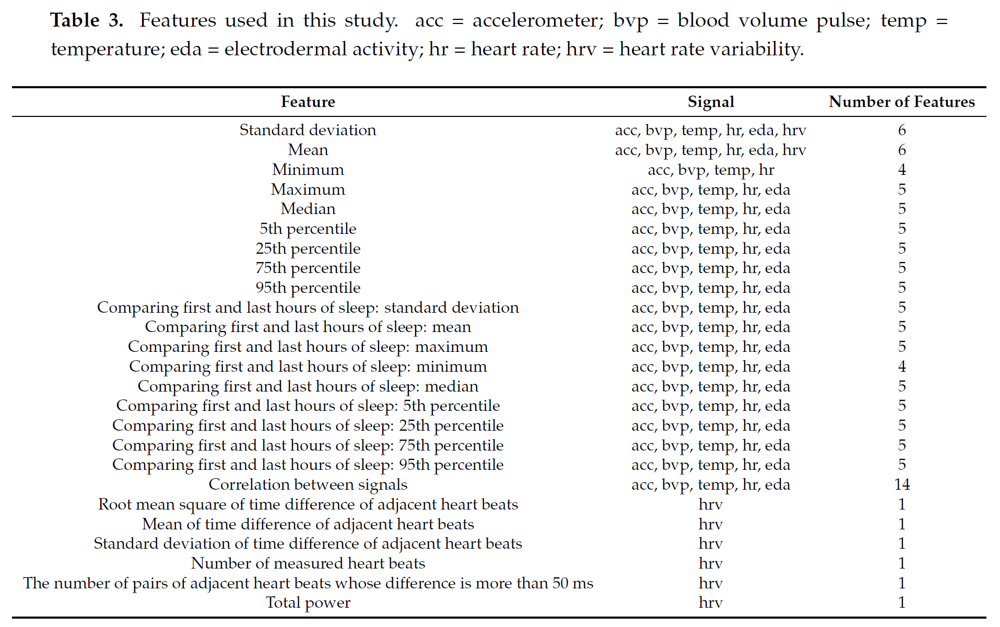 Table 3. Features used in this study. acc = accelerometer; bvp = blood volume pulse; temp =
temperature; eda = electrodermal activity; hr = heart rate; hrv = heart rate variability.
Feature Signal Number of Features
Standard deviation acc, bvp, temp, hr, eda, hrv 6
Mean acc, bvp, temp, hr, eda, hrv 6
Minimum acc, bvp, temp, hr 4
Maximum acc, bvp, temp, hr, eda 5
Median acc, bvp, temp, hr, eda 5
5th percentile acc, bvp, temp, hr, eda 5
25th percentile acc, bvp, temp, hr, eda 5
75th percentile acc, bvp, temp, hr, eda 5
95th percentile acc, bvp, temp, hr, eda 5
Comparing first and last hours of sleep: standard deviation acc, bvp, temp, hr, eda 5
Comparing first and last hours of sleep: mean acc, bvp, temp, hr, eda 5
Comparing first and last hours of sleep: maximum acc, bvp, temp, hr, eda 5
Comparing first and last hours of sleep: minimum acc, bvp, temp, hr, eda 4
Comparing first and last hours of sleep: median acc, bvp, temp, hr, eda 5
Comparing first and last hours of sleep: 5th percentile acc, bvp, temp, hr, eda 5
Comparing first and last hours of sleep: 25th percentile acc, bvp, temp, hr, eda 5
Comparing first and last hours of sleep: 75th percentile acc, bvp, temp, hr, eda 5
Comparing first and last hours of sleep: 95th percentile acc, bvp, temp, hr, eda 5
Correlation between signals acc, bvp, temp, hr, eda 14
Root mean square of time difference of adjacent heart beats hrv 1
Mean of time difference of adjacent heart beats hrv 1
Standard deviation of time difference of adjacent heart beats hrv 1
Number of measured heart beats hrv 1
The number of pairs of adjacent heart beats whose difference is more than 50 ms hrv 1
Total power hrv 1